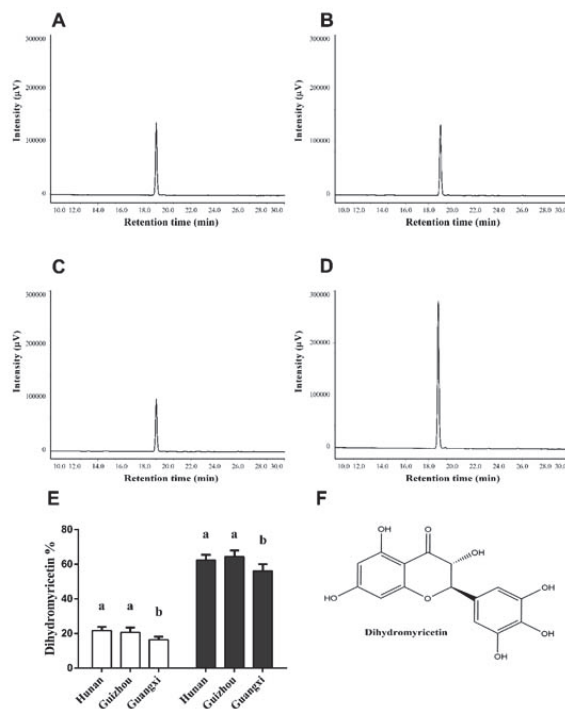 A
B
300000
200000
100000
0
Intensity (µV)
10.0 12.0 14.0 16.0 18.0 20.0 22.0 24.0 26.0 28.0 30.0
Retention time (min)
300000
200000
100000
0
Intensity (µV)
10.0 12.0 14.0 16.0 18.0 20.0 22.0 24.0 26.0 28.0 30.0
Retention time (min)
C
D
300000
200000
100000
0
Intensity (µV)
10.0 12.0 14.0 16.0 18.0 20.0 22.0 24.0 26.0 28.0 30.0
Retention time (min)
300000
200000
100000
0
Intensity (µV)
10.0 12.0 14.0 16.0 18.0 20.0 22.0 24.0 26.0 28.0 30.0
Retention time (min)
E
80
60
40
20
0
Dihydromyricetin %
a a b a a b
Hunan Guizhou Guangxi Hunan Guizhou Guangxi
F
OH O
OH
HO O
OH
OH
OH
Dihydromyricetin